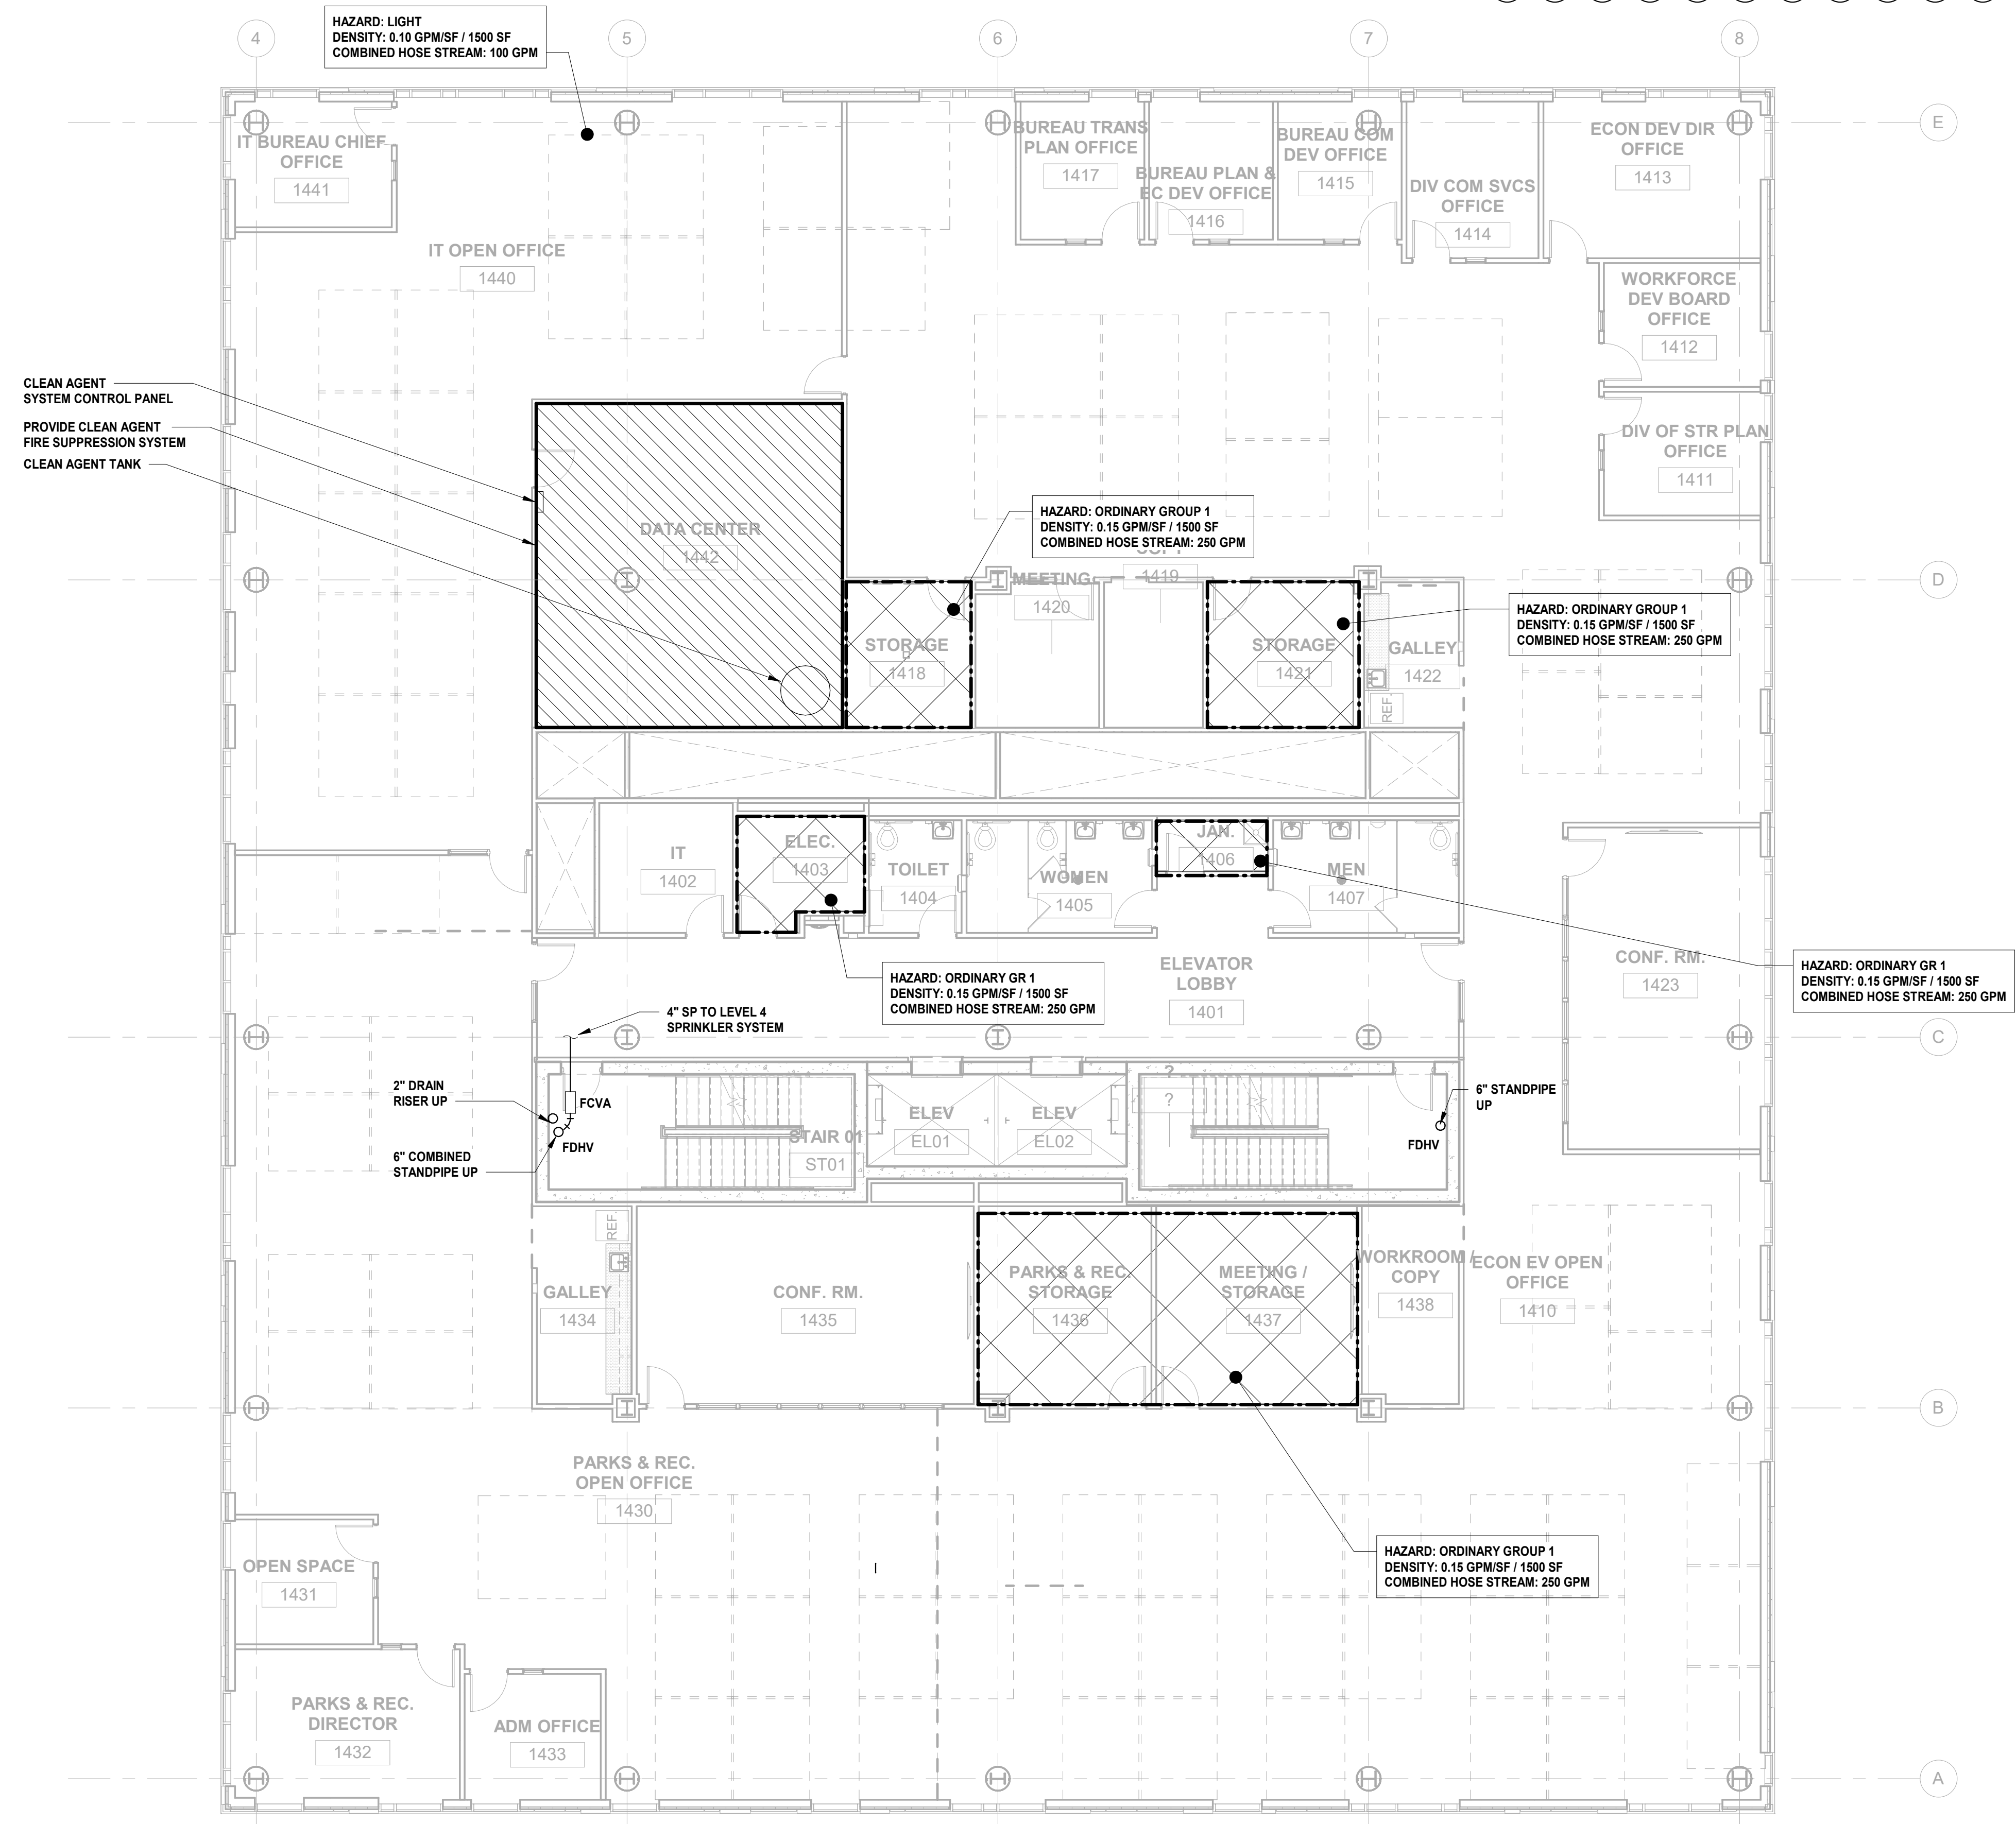 4
5
6
7
8
HAZARD: LIGHT
DENSITY: 0.10 GPM/SF / 1500 SF
COMBINED HOSE STREAM: 100 GPM
E
IT BUREAU CHIEF
OFFICE
1441
BUREAU TRANS
PLAN OFFICE
1417
BUREAU PLAN &
EC DEV OFFICE
1416
BUREAU COM
DEV OFFICE
1415
DIV COM SVCS
OFFICE
1414
ECON DEV DIR
OFFICE
1413
IT OPEN OFFICE
1440
WORKFORCE
DEV BOARD
OFFICE
1412
CLEAN AGENT
SYSTEM CONTROL PANEL
PROVIDE CLEAN AGENT
FIRE SUPPRESSION SYSTEM
CLEAN AGENT TANK
DIV OF STR PLAN
OFFICE
1411
DATA CENTER
1442
HAZARD: ORDINARY GROUP 1
DENSITY: 0.15 GPM/SF / 1500 SF
COMBINED HOSE STREAM: 250 GPM
1419
MEETING
1420
D
STORAGE
1418
STORAGE
1421
GALLEY
1422
REF.
HAZARD: ORDINARY GROUP 1
DENSITY: 0.15 GPM/SF / 1500 SF
COMBINED HOSE STREAM: 250 GPM
IT
1402
ELEC.
1403
TOILET
1404
WOMEN
1405
JAN.
1406
MEN
1407
CONF. RM.
1423
HAZARD: ORDINARY GR 1
DENSITY: 0.15 GPM/SF / 1500 SF
COMBINED HOSE STREAM: 250 GPM
HAZARD: ORDINARY GR 1
DENSITY: 0.15 GPM/SF / 1500 SF
COMBINED HOSE STREAM: 250 GPM
ELEVATOR
LOBBY
1401
4" SP TO LEVEL 4
SPRINKLER SYSTEM
C
2" DRAIN
RISER UP
FCVA
FDHV
6" COMBINED
STANDPIPE UP
STAIR 01
ST01
ELEV
EL01
ELEV
EL02
?
?
6" STANDPIPE
UP
FDHV
REF.
GALLEY
1434
CONF. RM.
1435
PARKS & REC.
STORAGE
1436
MEETING /
STORAGE
1437
WORKROOM /
COPY
1438
ECON EV OPEN
OFFICE
1410
B
PARKS & REC.
OPEN OFFICE
1430
HAZARD: ORDINARY GROUP 1
DENSITY: 0.15 GPM/SF / 1500 SF
COMBINED HOSE STREAM: 250 GPM
OPEN SPACE
1431
PARKS & REC.
DIRECTOR
1432
ADM OFFICE
1433
A